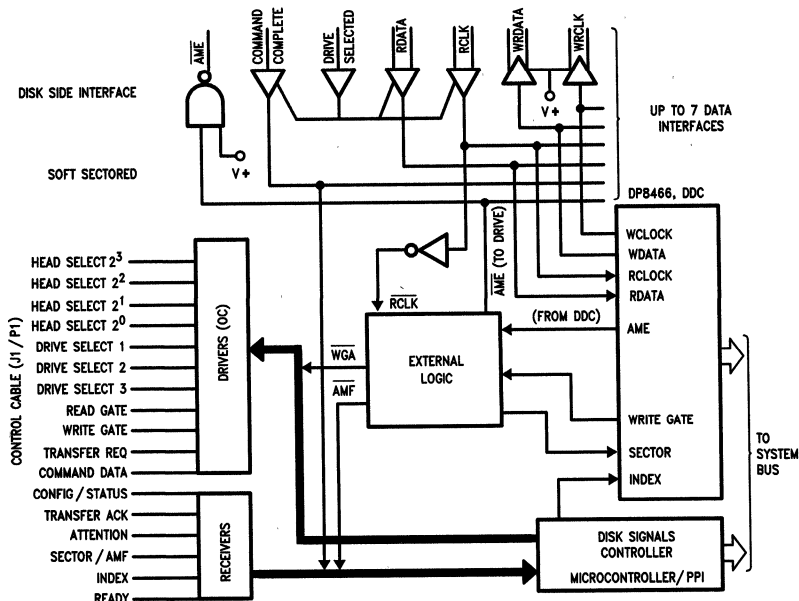 AME
COMMAND COMPLETE
DRIVE SELECTED
RDATA
RCLK
WRDATA
WRCLK
DISK SIDE INTERFACE
V+
UP TO 7 DATA INTERFACES
SOFT SECTORED
V+
DP8466, DDC
WCLOCK
WDATA
RCLOCK
RDATA
AME
WRITE GATE
SECTOR
INDEX
AME (TO DRIVE)
RCLK
(FROM DDC)
EXTERNAL LOGIC
WGA
AMF
CONTROL CABLE (J1/P1)
HEAD SELECT 2³
HEAD SELECT 2²
HEAD SELECT 2¹
HEAD SELECT 2⁰
DRIVE SELECT 1
DRIVE SELECT 2
DRIVE SELECT 3
READ GATE
WRITE GATE
TRANSFER REQ
COMMAND DATA
CONFIG/STATUS
TRANSFER ACK
ATTENTION
SECTOR/AMF
INDEX
READY
DRIVERS (OC)
RECEIVERS
DISK SIGNALS
CONTROLLER
MICROCONTROLLER/PPI
TO
SYSTEM
BUS